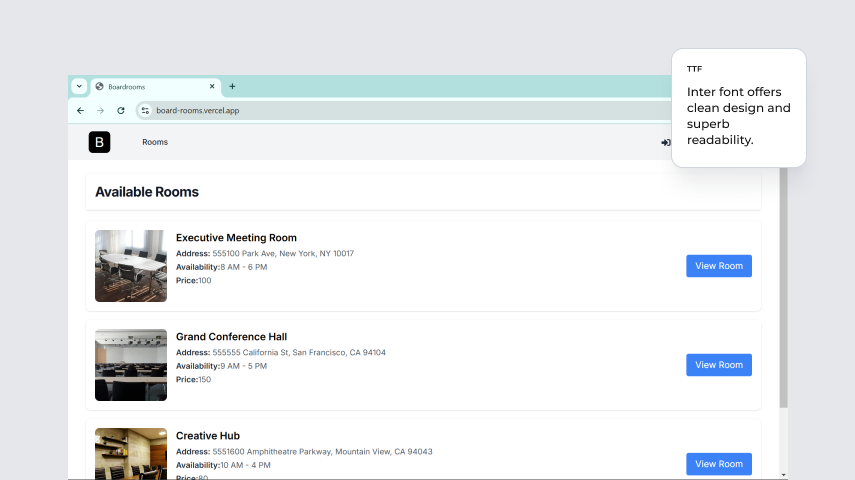 Boardrooms
board-rooms.vercel.app
TTF
Inter font offers
clean design and
superb
readability.
B
Rooms
Available Rooms
Executive Meeting Room
Address: 555100 Park Ave, New York, NY 10017
Availability:8 AM - 6 PM
Price:100
View Room
Grand Conference Hall
Address: 555555 California St, San Francisco, CA 94104
Availability:9 AM - 5 PM
Price:150
View Room
Creative Hub
Address: 5551600 Amphitheatre Parkway, Mountain View, CA 94043
Availability:10 AM - 4 PM
Price:80
View Room